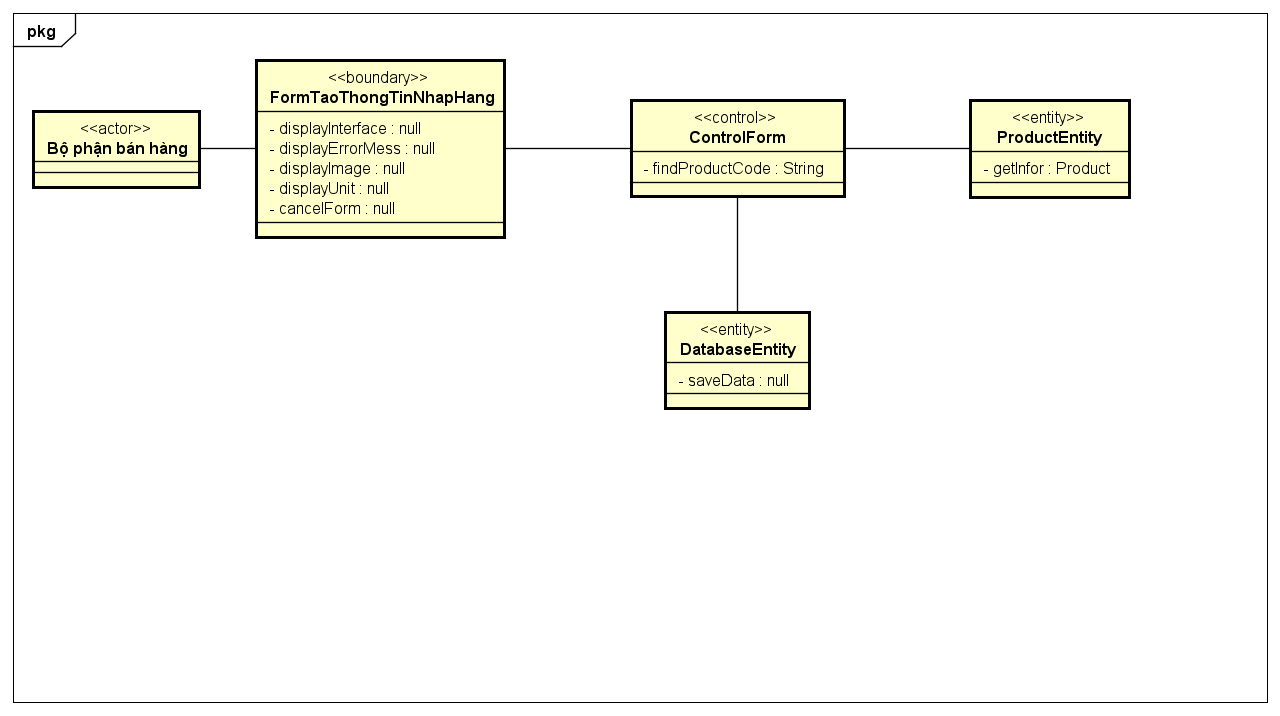 pkg
<<actor>>
Bộ phận bán hàng
<<boundary>>
FormTaoThongTinNhapHang
- displayInterface : null
- displayErrorMess : null
- displayImage : null
- displayUnit : null
- cancelForm : null
<<control>>
ControlForm
- findProductCode : String
<<entity>>
ProductEntity
- getInfor : Product
<<entity>>
DatabaseEntity
- saveData : null